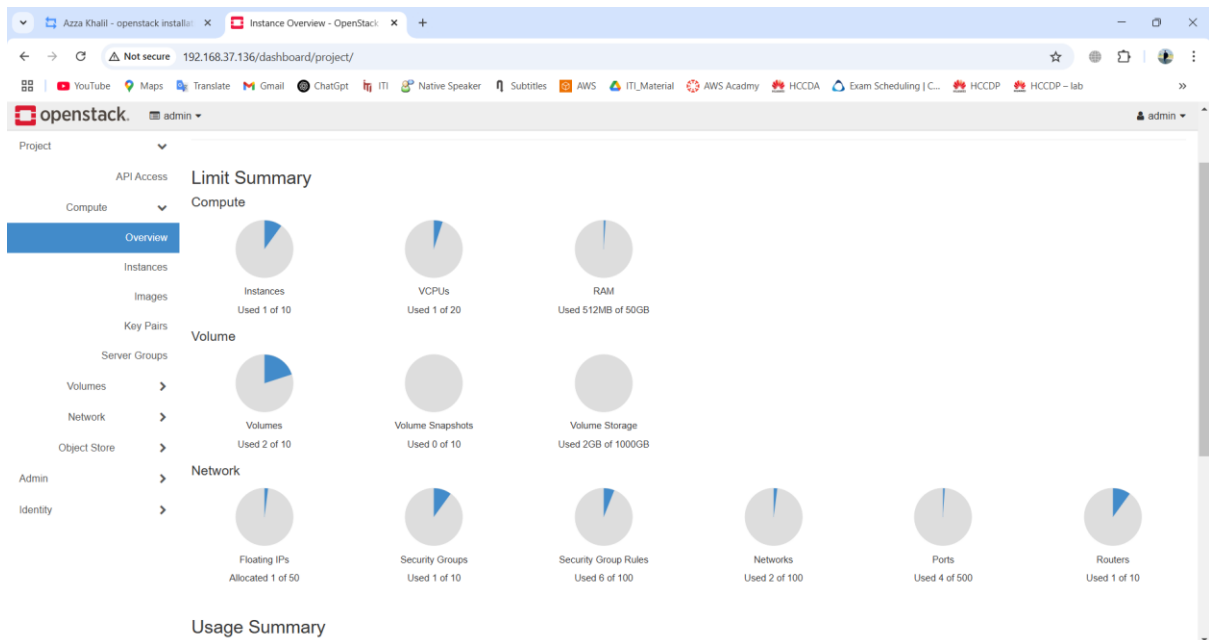 Azza Khalil - openstack install
Instance Overview - OpenStack
Not secure 192.168.37.136/dashboard/project/
YouTube Maps Translate Gmail ChatGpt ITI Native Speaker Subtitles AWS ITI_Material AWS Acadmy HCCDA Exam Scheduling | C... HCCDP HCCDP – lab »
openstack. admin admin
Project
API Access
Compute
Overview
Instances
Images
Key Pairs
Server Groups
Volumes
Network
Object Store
Admin
Identity
Limit Summary
Compute
Instances
Used 1 of 10
VCPUs
Used 1 of 20
RAM
Used 512MB of 50GB
Volume
Volumes
Used 2 of 10
Volume Snapshots
Used 0 of 10
Volume Storage
Used 2GB of 1000GB
Network
Floating IPs
Allocated 1 of 50
Security Groups
Used 1 of 10
Security Group Rules
Used 6 of 100
Networks
Used 2 of 100
Ports
Used 4 of 500
Routers
Used 1 of 10
Usage Summary